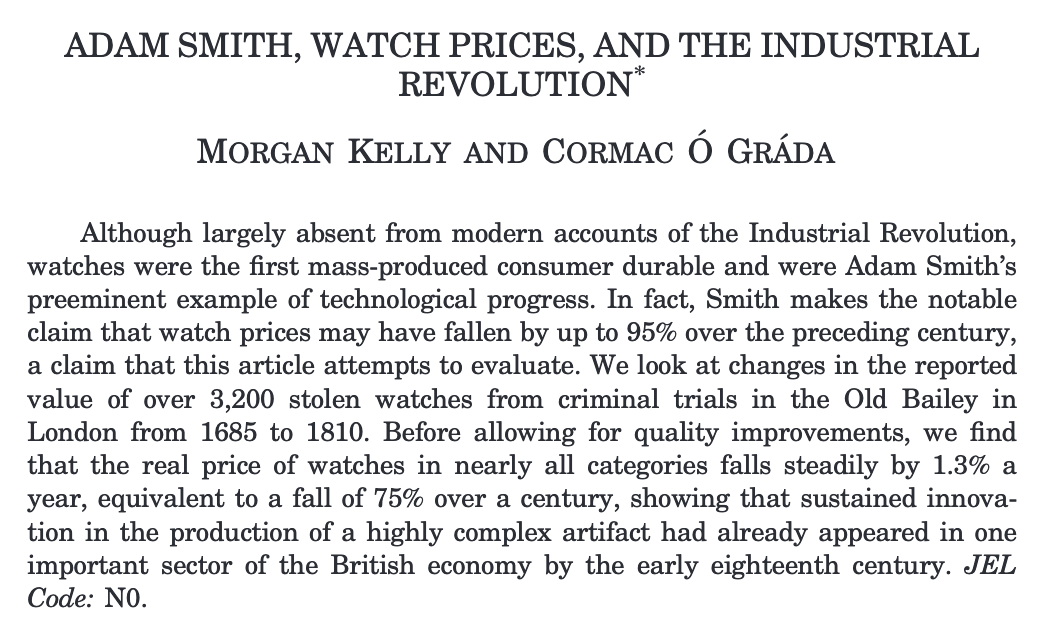 ADAM SMITH, WATCH PRICES, AND THE INDUSTRIAL
REVOLUTION*
MORGAN KELLY AND CORMAC Ó GRÁDA
Although largely absent from modern accounts of the Industrial Revolution,
watches were the first mass-produced consumer durable and were Adam Smith's
preeminent example of technological progress. In fact, Smith makes the notable
claim that watch prices may have fallen by up to 95% over the preceding century,
a claim that this article attempts to evaluate. We look at changes in the reported
value of over 3,200 stolen watches from criminal trials in the Old Bailey in
London from 1685 to 1810. Before allowing for quality improvements, we find
that the real price of watches in nearly all categories falls steadily by 1.3% a
year, equivalent to a fall of 75% over a century, showing that sustained innova-
tion in the production of a highly complex artifact had already appeared in one
important sector of the British economy by the early eighteenth century. JEL
Code: N0.